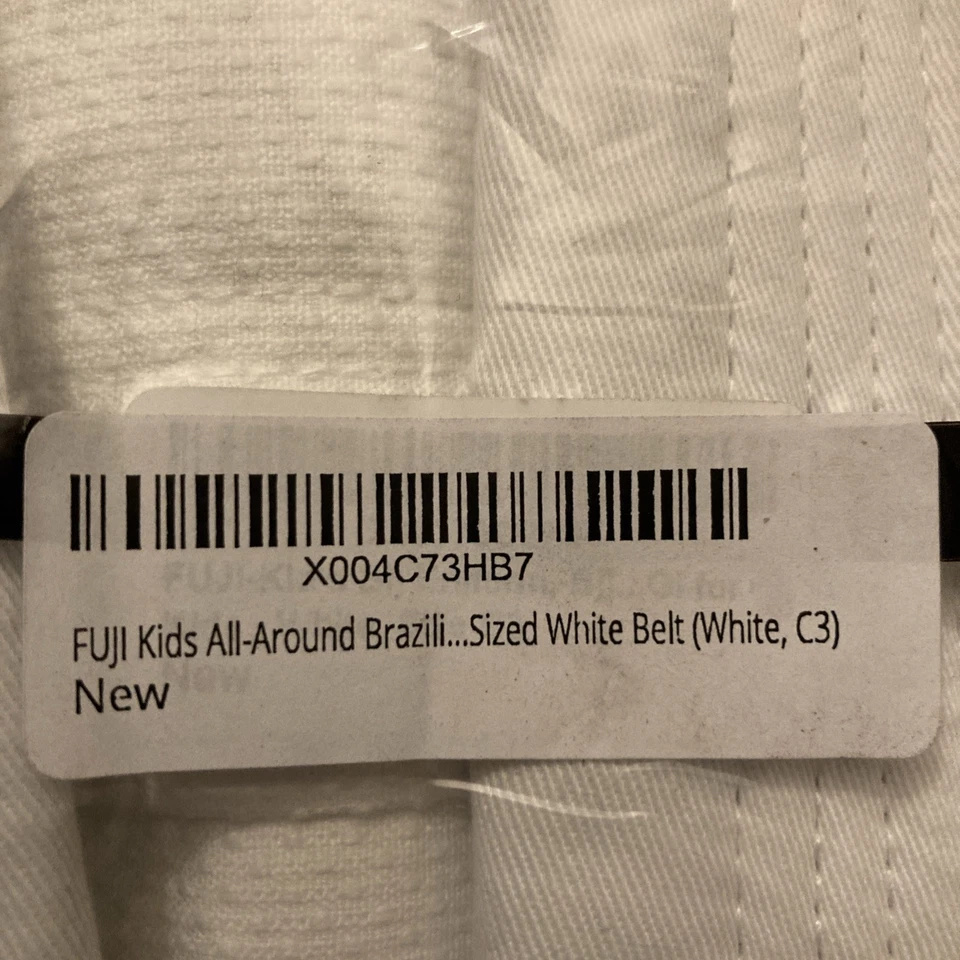 X004C73HB7
FUJI Kids All-Around Brazili...Sized White Belt (White, C3)
New